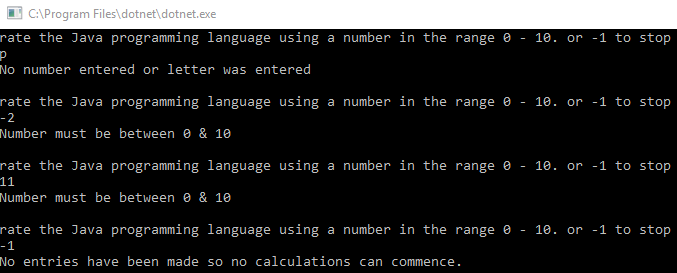 C:\Program Files\dotnet\dotnet.exe
rate the Java programming language using a number in the range 0 - 10. or -1 to stop
p
No number entered or letter was entered
rate the Java programming language using a number in the range 0 - 10. or -1 to stop
-2
Number must be between 0 & 10
rate the Java programming language using a number in the range 0 - 10. or -1 to stop
11
Number must be between 0 & 10
rate the Java programming language using a number in the range 0 - 10. or -1 to stop
-1
No entries have been made so no calculations can commence.